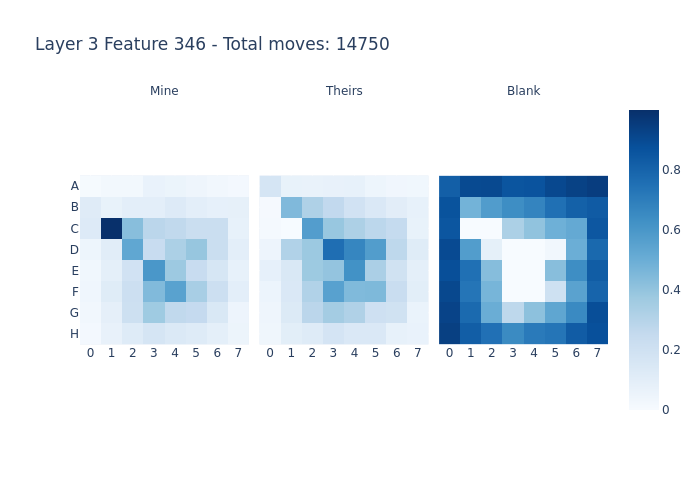 Layer 3 Feature 346 - Total moves: 14750
Mine Theirs Blank
A
B
C
D
E
F
G
H
0 1 2 3 4 5 6 7 0 1 2 3 4 5 6 7 0 1 2 3 4 5 6 7
0.8
0.6
0.4
0.2
0